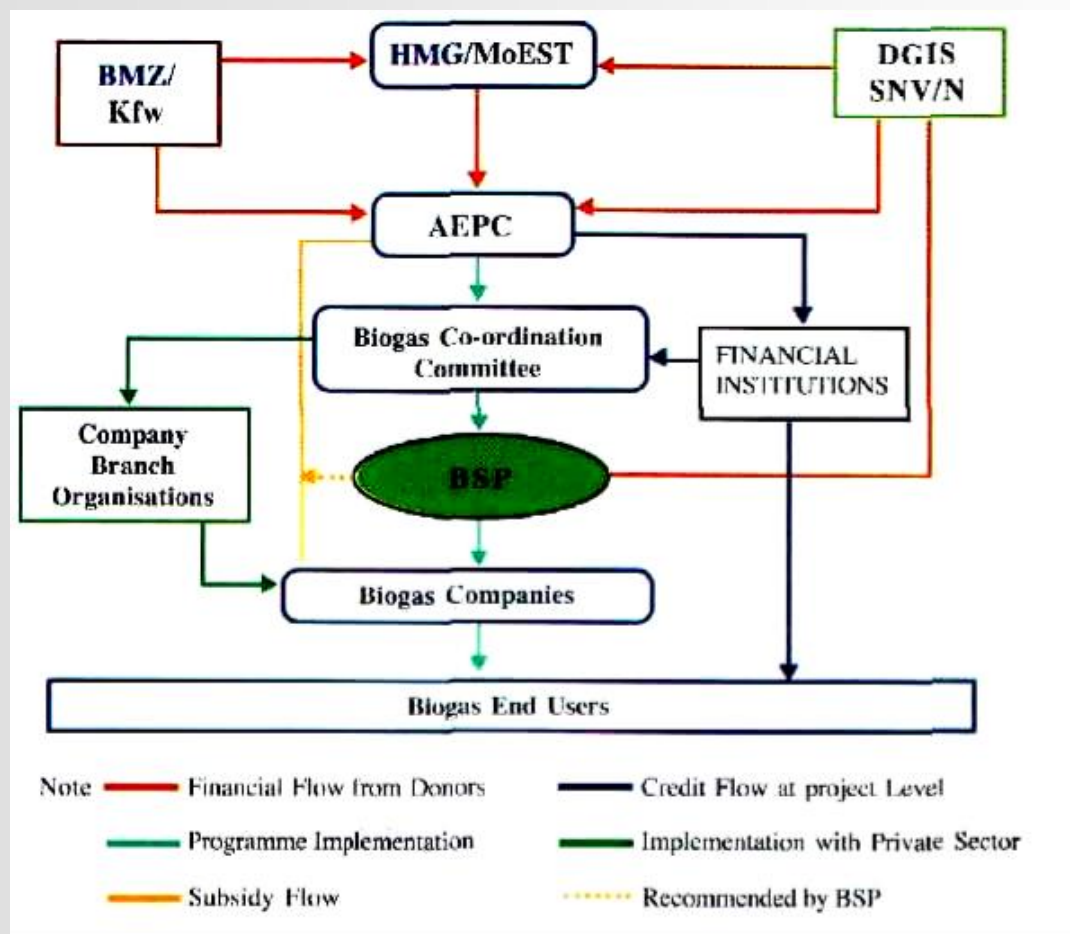 BMZ/
Kfw
HMG/MoEST
DGIS
SNV/N
AEPC
Biogas Co-ordination
Committee
FINANCIAL
INSTITUTIONS
Company
Branch
Organisations
BSP
Biogas Companies
Biogas End Users
Note
Financial Flow from Donors
Credit Flow at project Level
Programme Implementation
Implementation with Private Sector
Subsidy Flow
Recommended by BSP